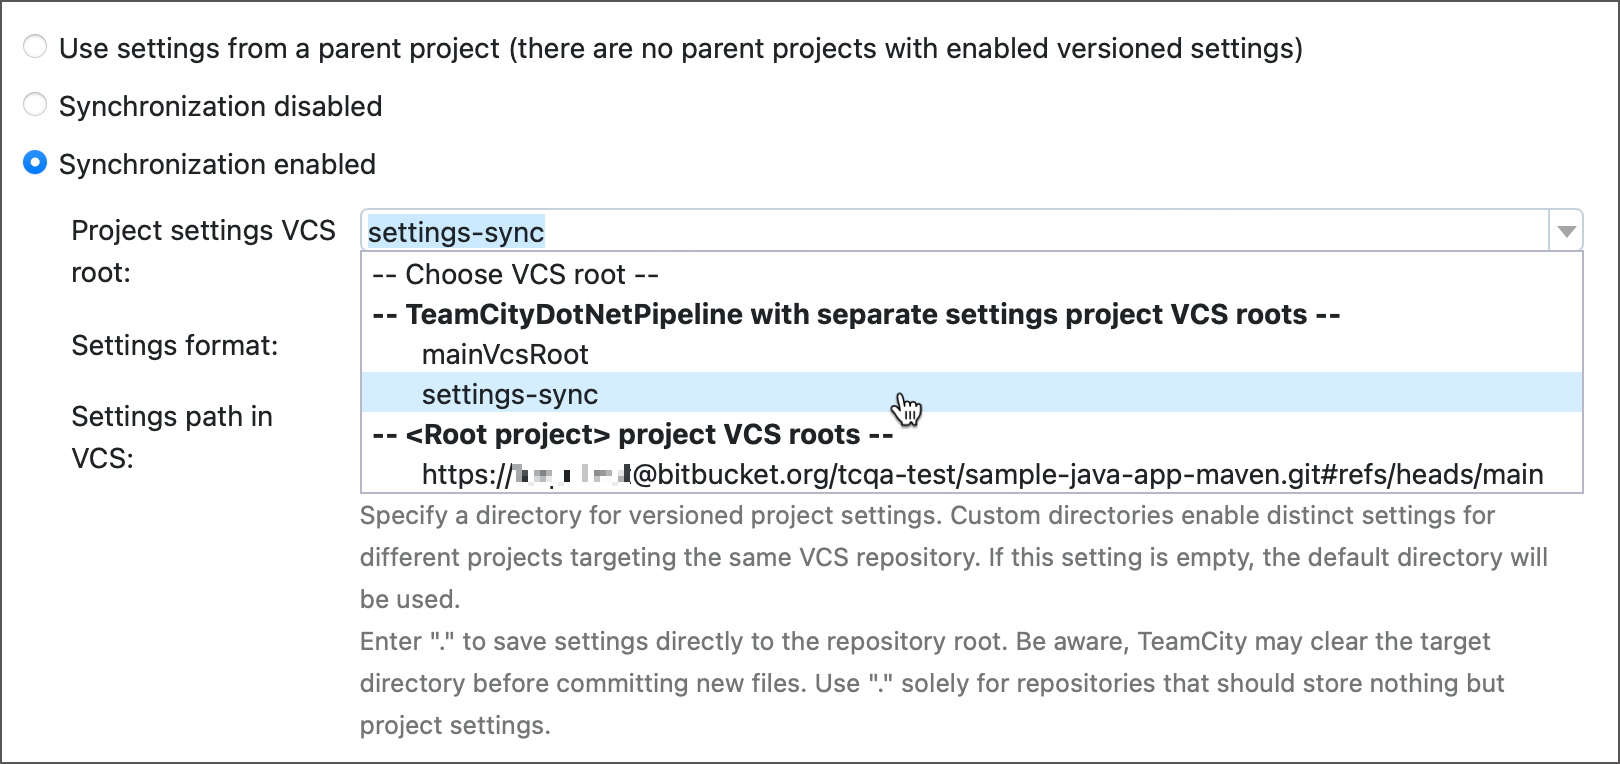 Use settings from a parent project (there are no parent projects with enabled versioned settings)
Synchronization disabled
Synchronization enabled
Project settings VCS root:
settings-sync
-- Choose VCS root --
-- TeamCityDotNetPipeline with separate settings project VCS roots --
mainVcsRoot
settings-sync
-- <Root project> project VCS roots --
https://@bitbucket.org/tcqa-test/sample-java-app-maven.git#refs/heads/main
Settings format:
Settings path in
VCS:
Specify a directory for versioned project settings. Custom directories enable distinct settings for
different projects targeting the same VCS repository. If this setting is empty, the default directory will
be used.
Enter "." to save settings directly to the repository root. Be aware, TeamCity may clear the target
directory before committing new files. Use "." solely for repositories that should store nothing but
project settings.